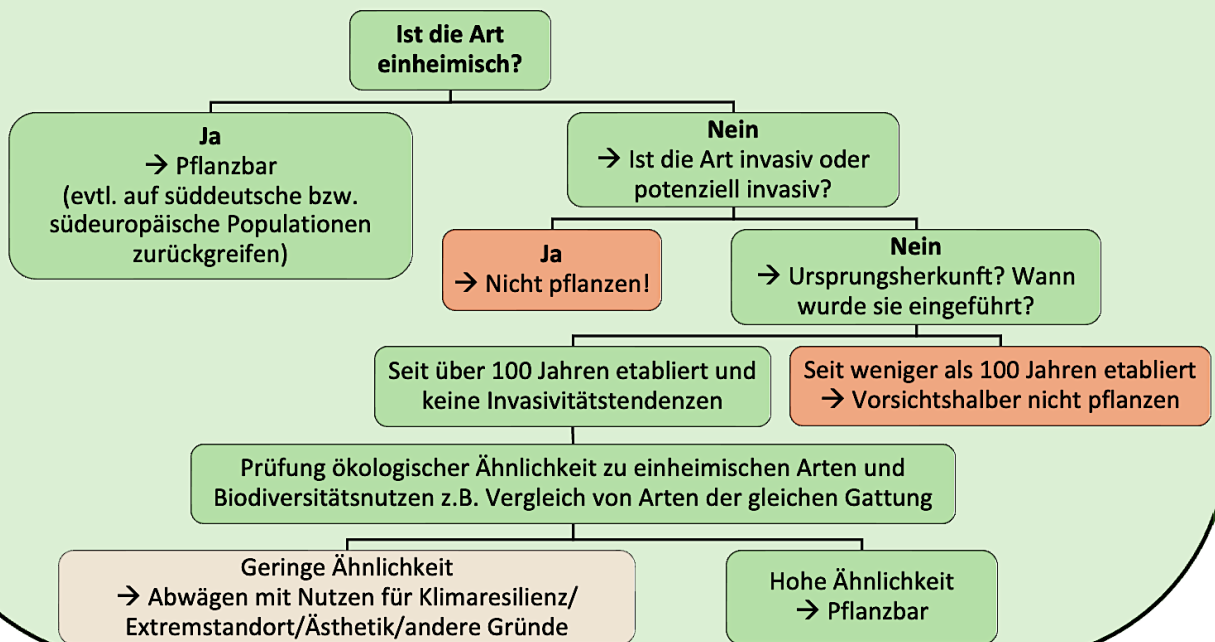 Ist die Art
einheimisch?
Ja
→ Pflanzbar
(evtl. auf süddeutsche bzw.
südeuropäische Populationen
zurückgreifen)
Nein
→ Ist die Art invasiv oder
potenziell invasiv?
Ja
→ Nicht pflanzen!
Nein
→ Ursprungsherkunft? Wann
wurde sie eingeführt?
Seit über 100 Jahren etabliert und
keine Invasivitätstendenzen
Seit weniger als 100 Jahren etabliert
→ Vorsichtshalber nicht pflanzen
Prüfung ökologischer Ähnlichkeit zu einheimischen Arten und
Biodiversitätsnutzen z.B. Vergleich von Arten der gleichen Gattung
Geringe Ähnlichkeit
→ Abwägen mit Nutzen für Klimaresilienz/
Extremstandort/Ästhetik/andere Gründe
Hohe Ähnlichkeit
→ Pflanzbar